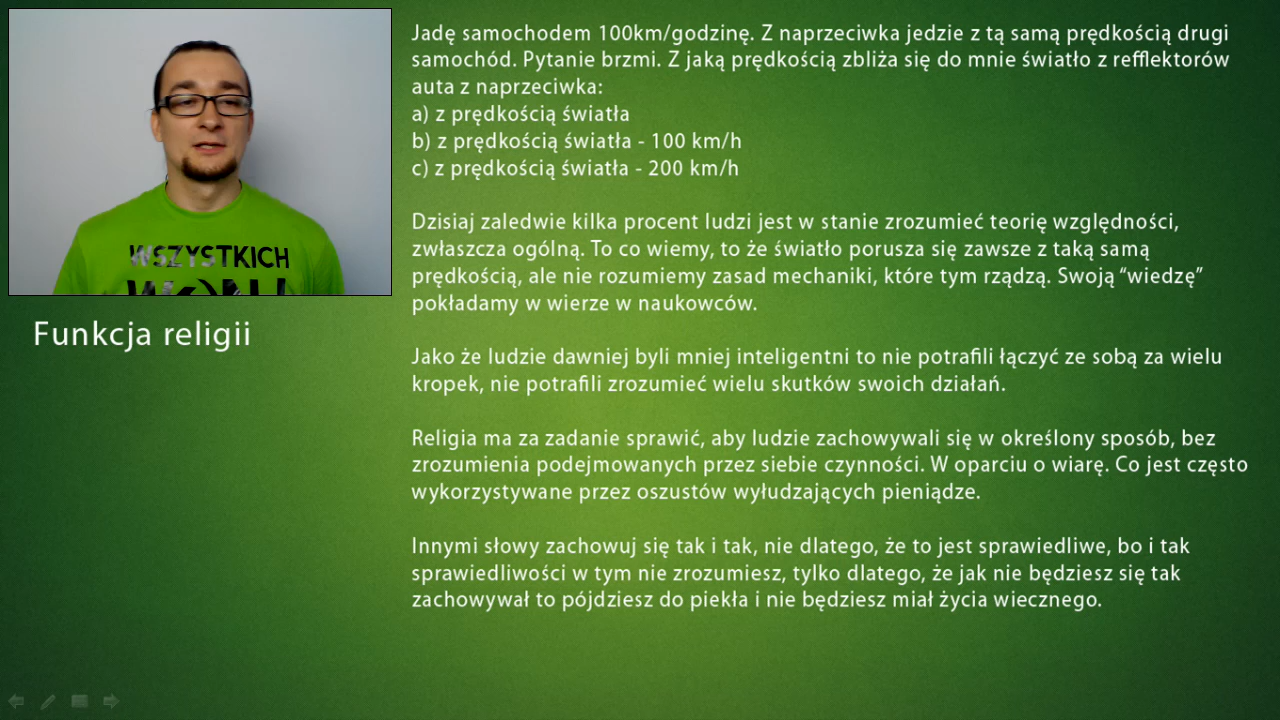 WSZYSTKICH
Funkcja religii
Jadę samochodem 100km/godzinę. Z naprzeciwka jedzie z tą samą prędkością drugi
samochód. Pytanie brzmi. Z jaką prędkością zbliża się do mnie światło z refflektorów
auta z naprzeciwka:
a) z prędkością światła
b) z prędkością światła - 100 km/h
c) z prędkością światła - 200 km/h
Dzisiaj zaledwie kilka procent ludzi jest w stanie zrozumieć teorię względności,
zwłaszcza ogólną. To co wiemy, to że światło porusza się zawsze z taką samą
prędkością, ale nie rozumiemy zasad mechaniki, które tym rządzą. Swoją “wiedzę”
pokładamy w wierze w naukowców.
Jako że ludzie dawniej byli mniej inteligentni to nie potrafili łączyć ze sobą za wielu
kropek, nie potrafili zrozumieć wielu skutków swoich działań.
Religia ma za zadanie sprawić, aby ludzie zachowywali się w określony sposób, bez
zrozumienia podejmowanych przez siebie czynności. W oparciu o wiarę. Co jest często
wykorzystywane przez oszustów wyłudzających pieniądze.
Innymi słowy zachowuj się tak i tak, nie dlatego, że to jest sprawiedliwe, bo i tak
sprawiedliwości w tym nie zrozumiesz, tylko dlatego, że jak nie będziesz się tak
zachowywał to pójdziesz do piekła i nie będziesz miał życia wiecznego.